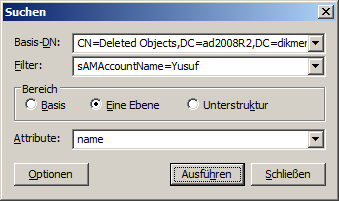 Suchen
Basis-DN: CN=Deleted Objects,DC=ad2008R2,DC=dikmen
Filter: sAMAccountName=Yusuf
Bereich
Basis Eine Ebene Unterstruktur
Attribute: name
Optionen Ausführen Schließen